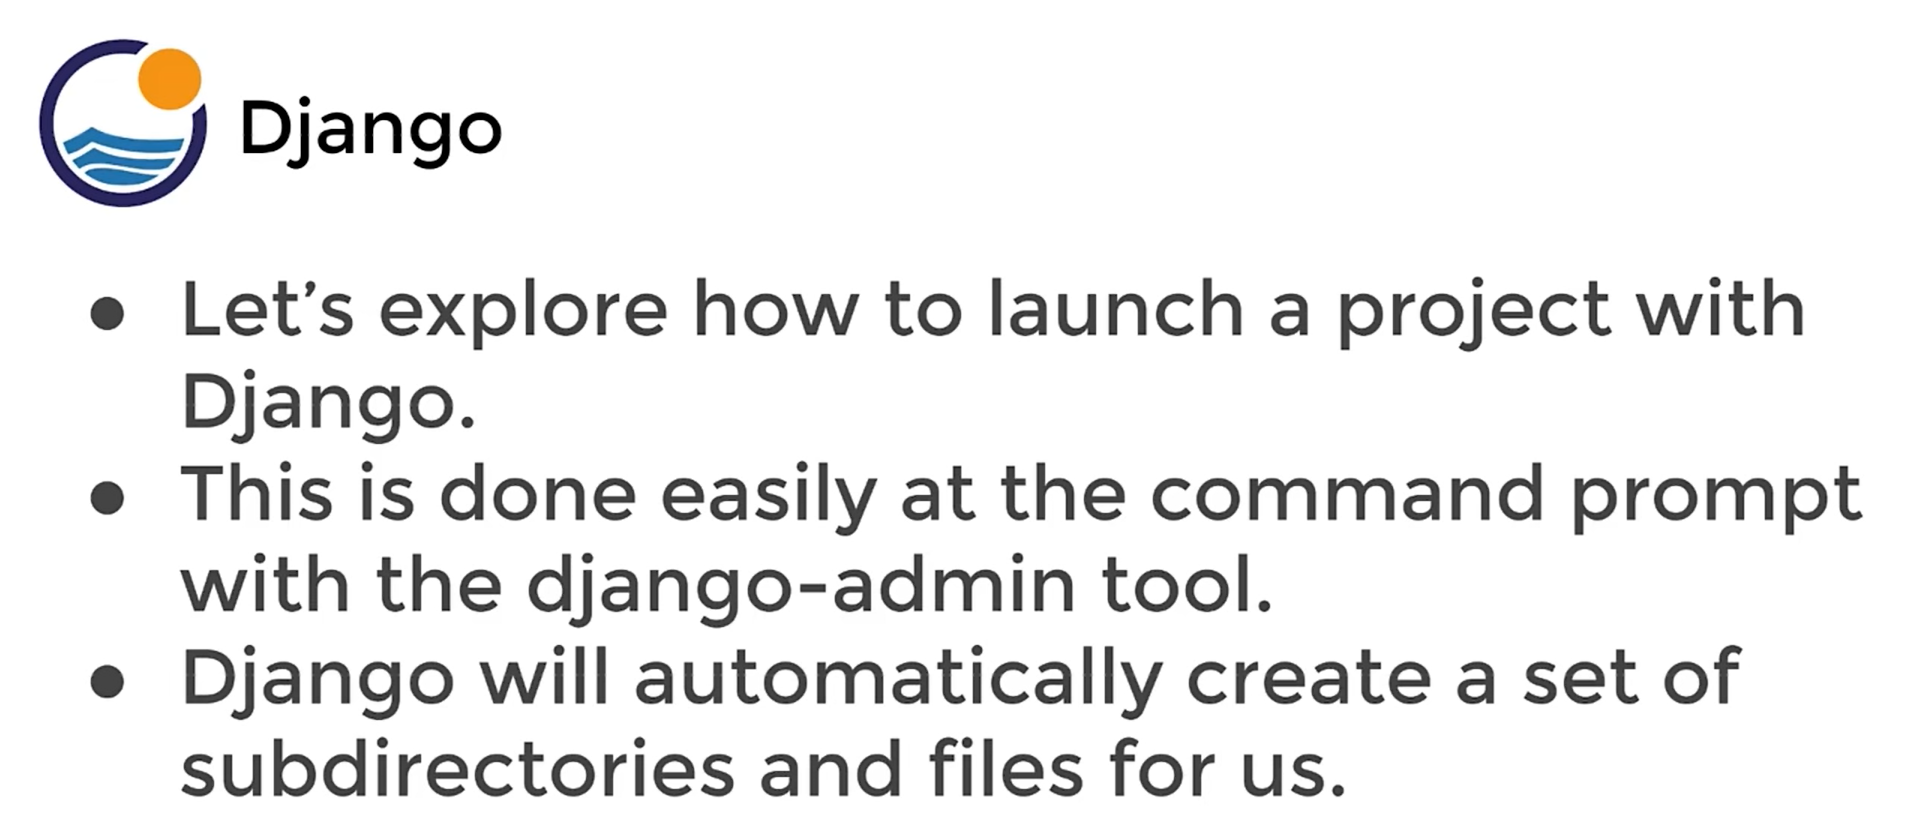 Django
● Let’s explore how to launch a project with
Django.
● This is done easily at the command prompt
with the django-admin tool.
● Django will automatically create a set of
subdirectories and files for us.